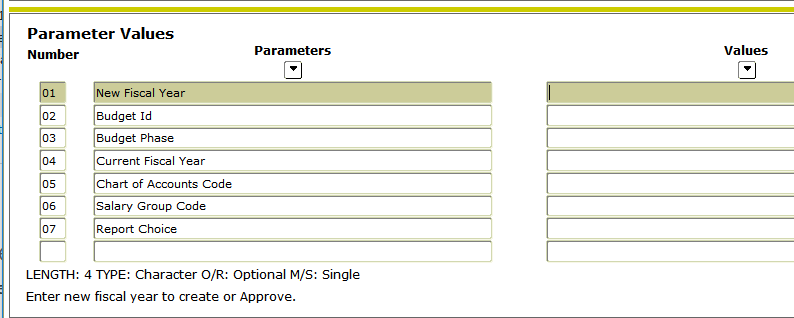 Parameter Values
Number Parameters Values
01 New Fiscal Year
02 Budget Id
03 Budget Phase
04 Current Fiscal Year
05 Chart of Accounts Code
06 Salary Group Code
07 Report Choice
LENGTH: 4 TYPE: Character O/R: Optional M/S: Single
Enter new fiscal year to create or Approve.